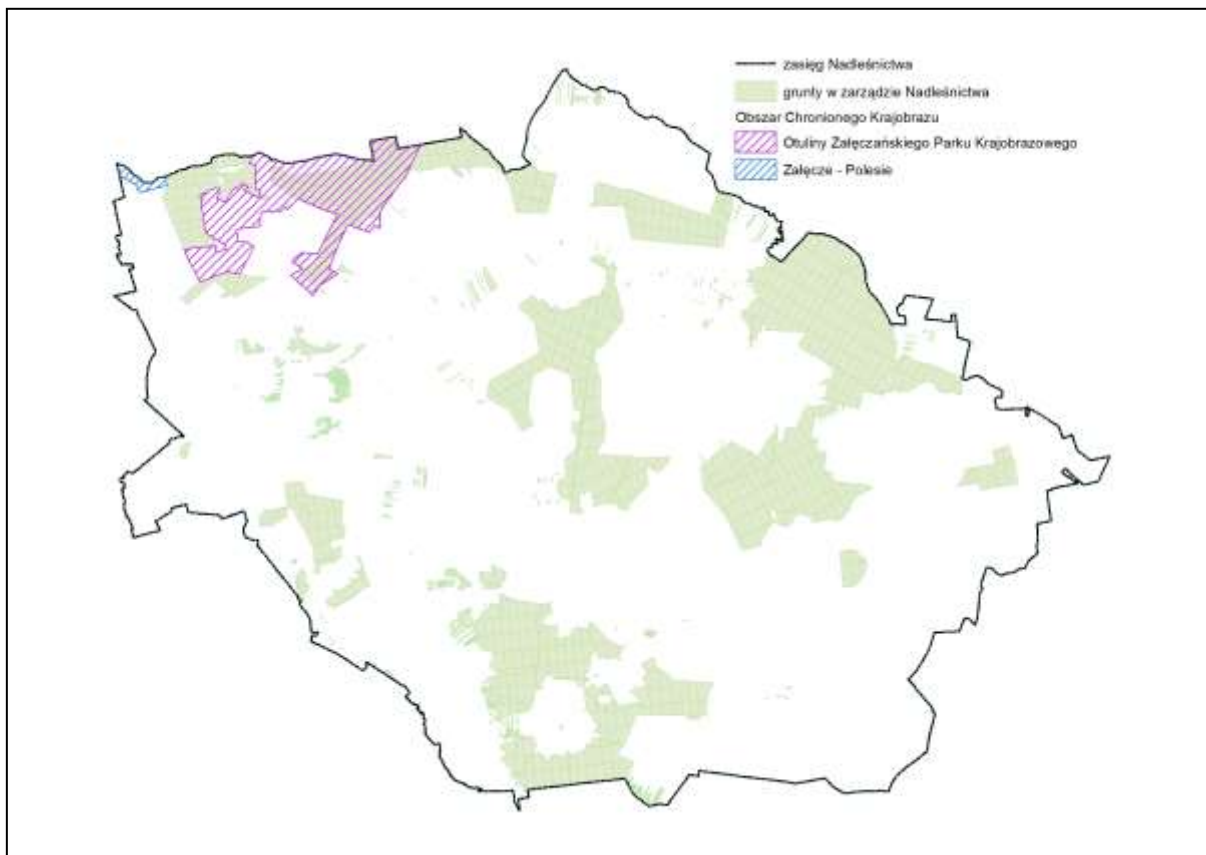 zasięg Nadleśnictwa
grunty w zarządzie Nadleśnictwa
Obszar Chronionego Krajobrazu
Otuliny Załęczańskiego Parku Krajobrazowego
Załęcze - Polesie